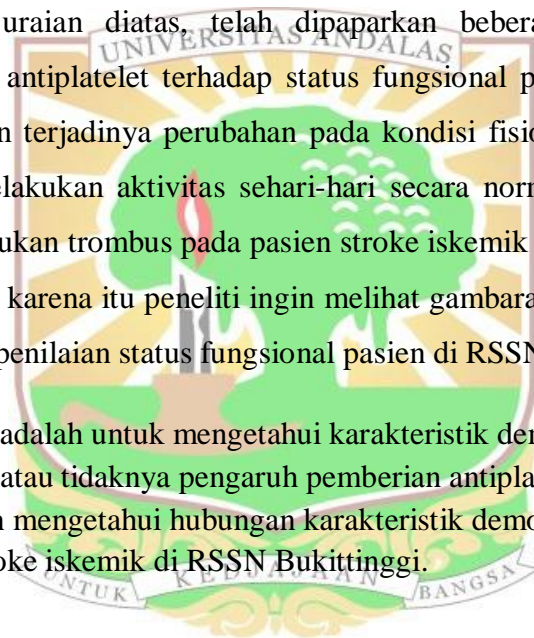 uraian diatas, telah dipaparkan bebera
UNIVERSITAS ANDALAS
antiplatelet terhadap status fungsional p
n terjadinya perubahan pada kondisi fisio
elakukan aktivitas sehari-hari secara norm
ukan trombus pada pasien stroke iskemik
karena itu peneliti ingin melihat gambara
penilaian status fungsional pasien di RSSN
adalah untuk mengetahui karakteristik der
atau tidaknya pengaruh pemberian antipla
n mengetahui hubungan karakteristik demo
oke iskemik di RSSN Bukittinggi.
UNTUK KEDJAJAAN BANGSA